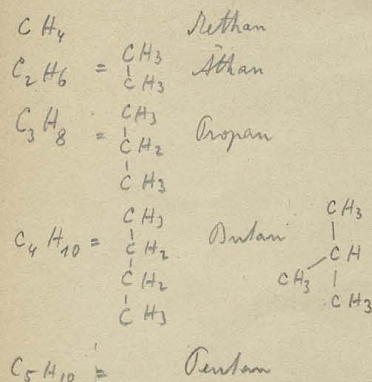 CH4 Methan
C2H6 = CH3 Äthan
CH3
C3H8 = CH3 Propan
CH2
CH3
C4H10 = CH3 Butan CH3
CH2 CH
CH2 CH3 CH3
CH3
C5H10 = Pentan